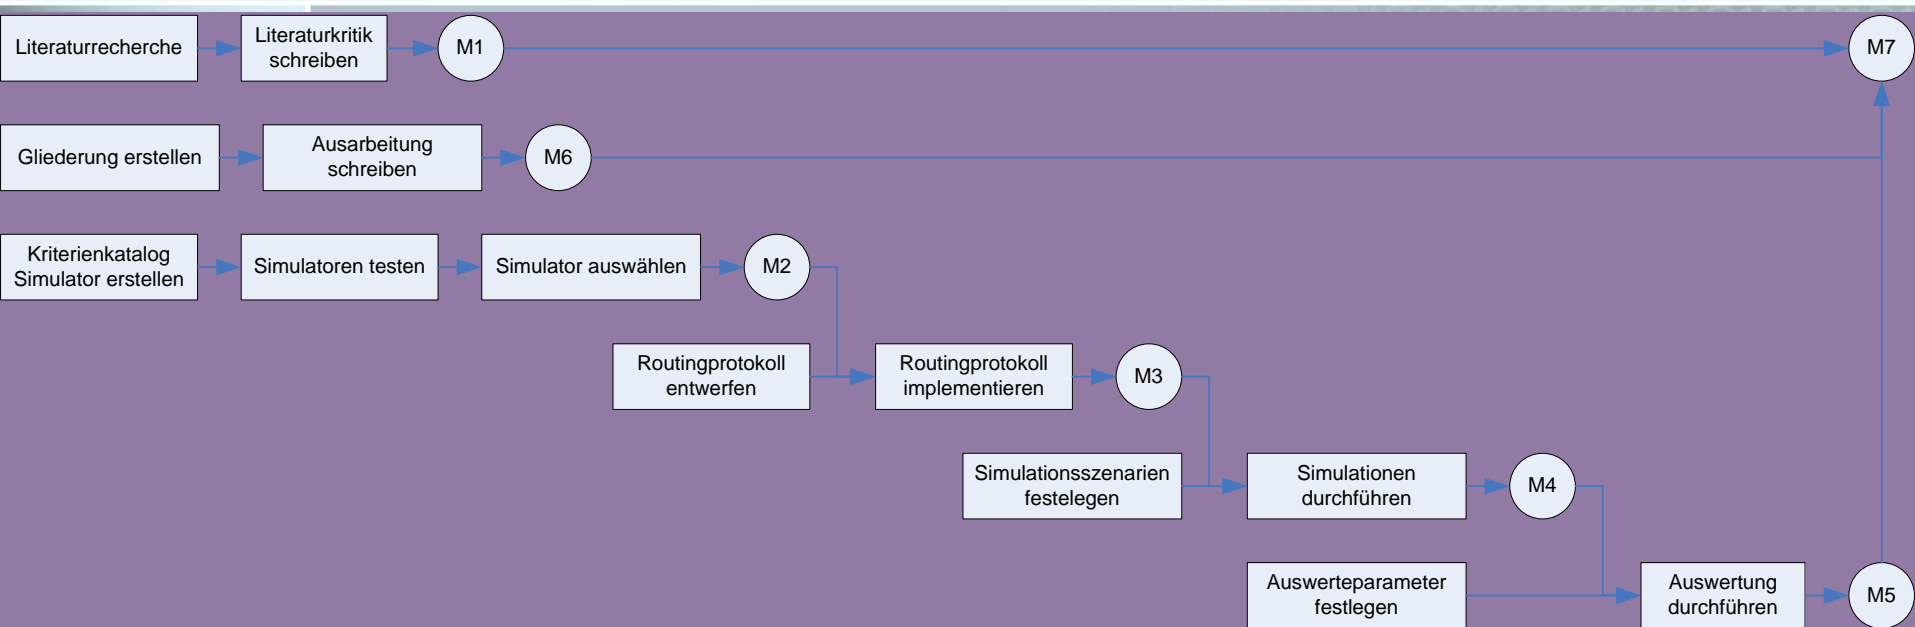 Literaturrecherche
Literaturkritik
schreiben
M1
M7
Gliederung erstellen
Ausarbeitung
schreiben
M6
Kriterienkatalog
Simulator erstellen
Simulatoren testen
Simulator auswählen
M2
Routingprotokoll
entwerfen
Routingprotokoll
implementieren
M3
Simulationsszenarien
festelegen
Simulationen
durchführen
M4
Auswerteparameter
festlegen
Auswertung
durchführen
M5